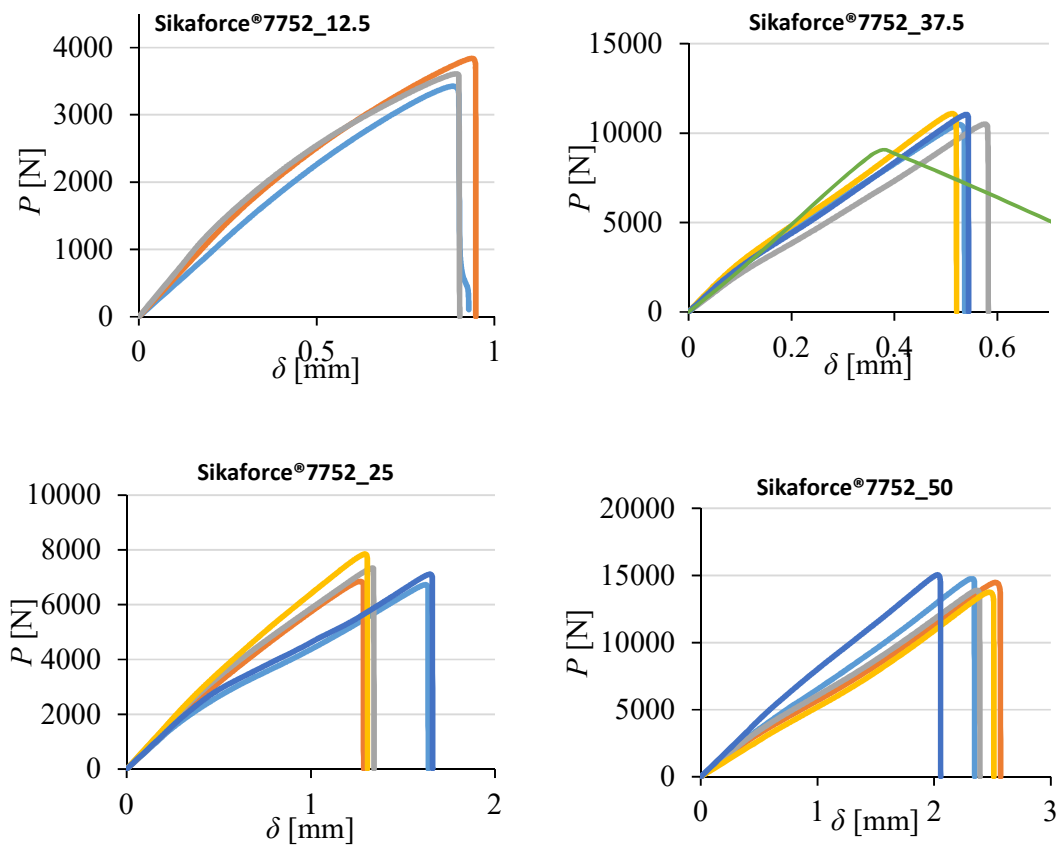 Sikaforce®7752_12.5
4000
3000
2000
1000
0
P [N]
0
0.5
1
δ [mm]
Sikaforce®7752_37.5
15000
10000
5000
0
P [N]
0
0.2
0.4
0.6
δ [mm]
Sikaforce®7752_25
10000
8000
6000
4000
2000
0
P [N]
0
1
2
δ [mm]
Sikaforce®7752_50
20000
15000
10000
5000
0
P [N]
0
1
2
3
δ [mm]